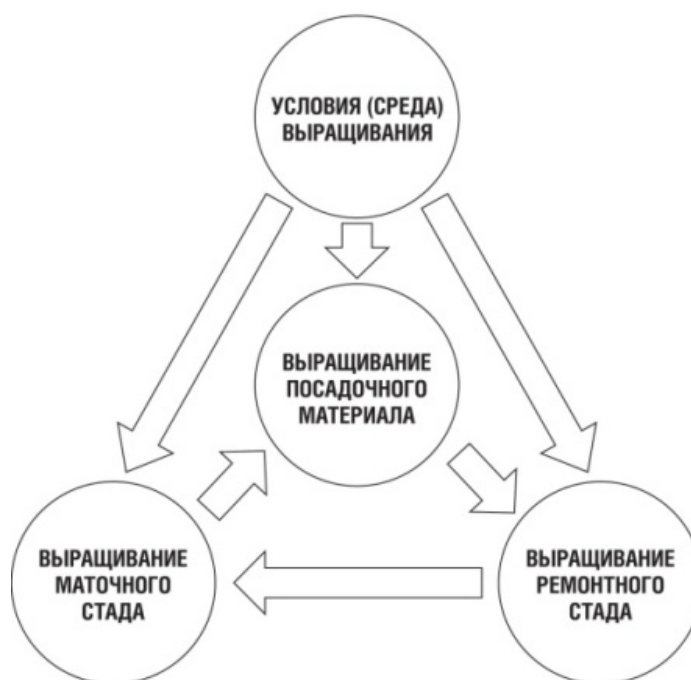 УСЛОВИЯ (СРЕДА)
ВЫРАЩИВАНИЯ
ВЫРАЩИВАНИЕ
ПОСАДОЧНОГО
МАТЕРИАЛА
ВЫРАЩИВАНИЕ
МАТОЧНОГО
СТАДА
ВЫРАЩИВАНИЕ
РЕМОНТНОГО
СТАДА